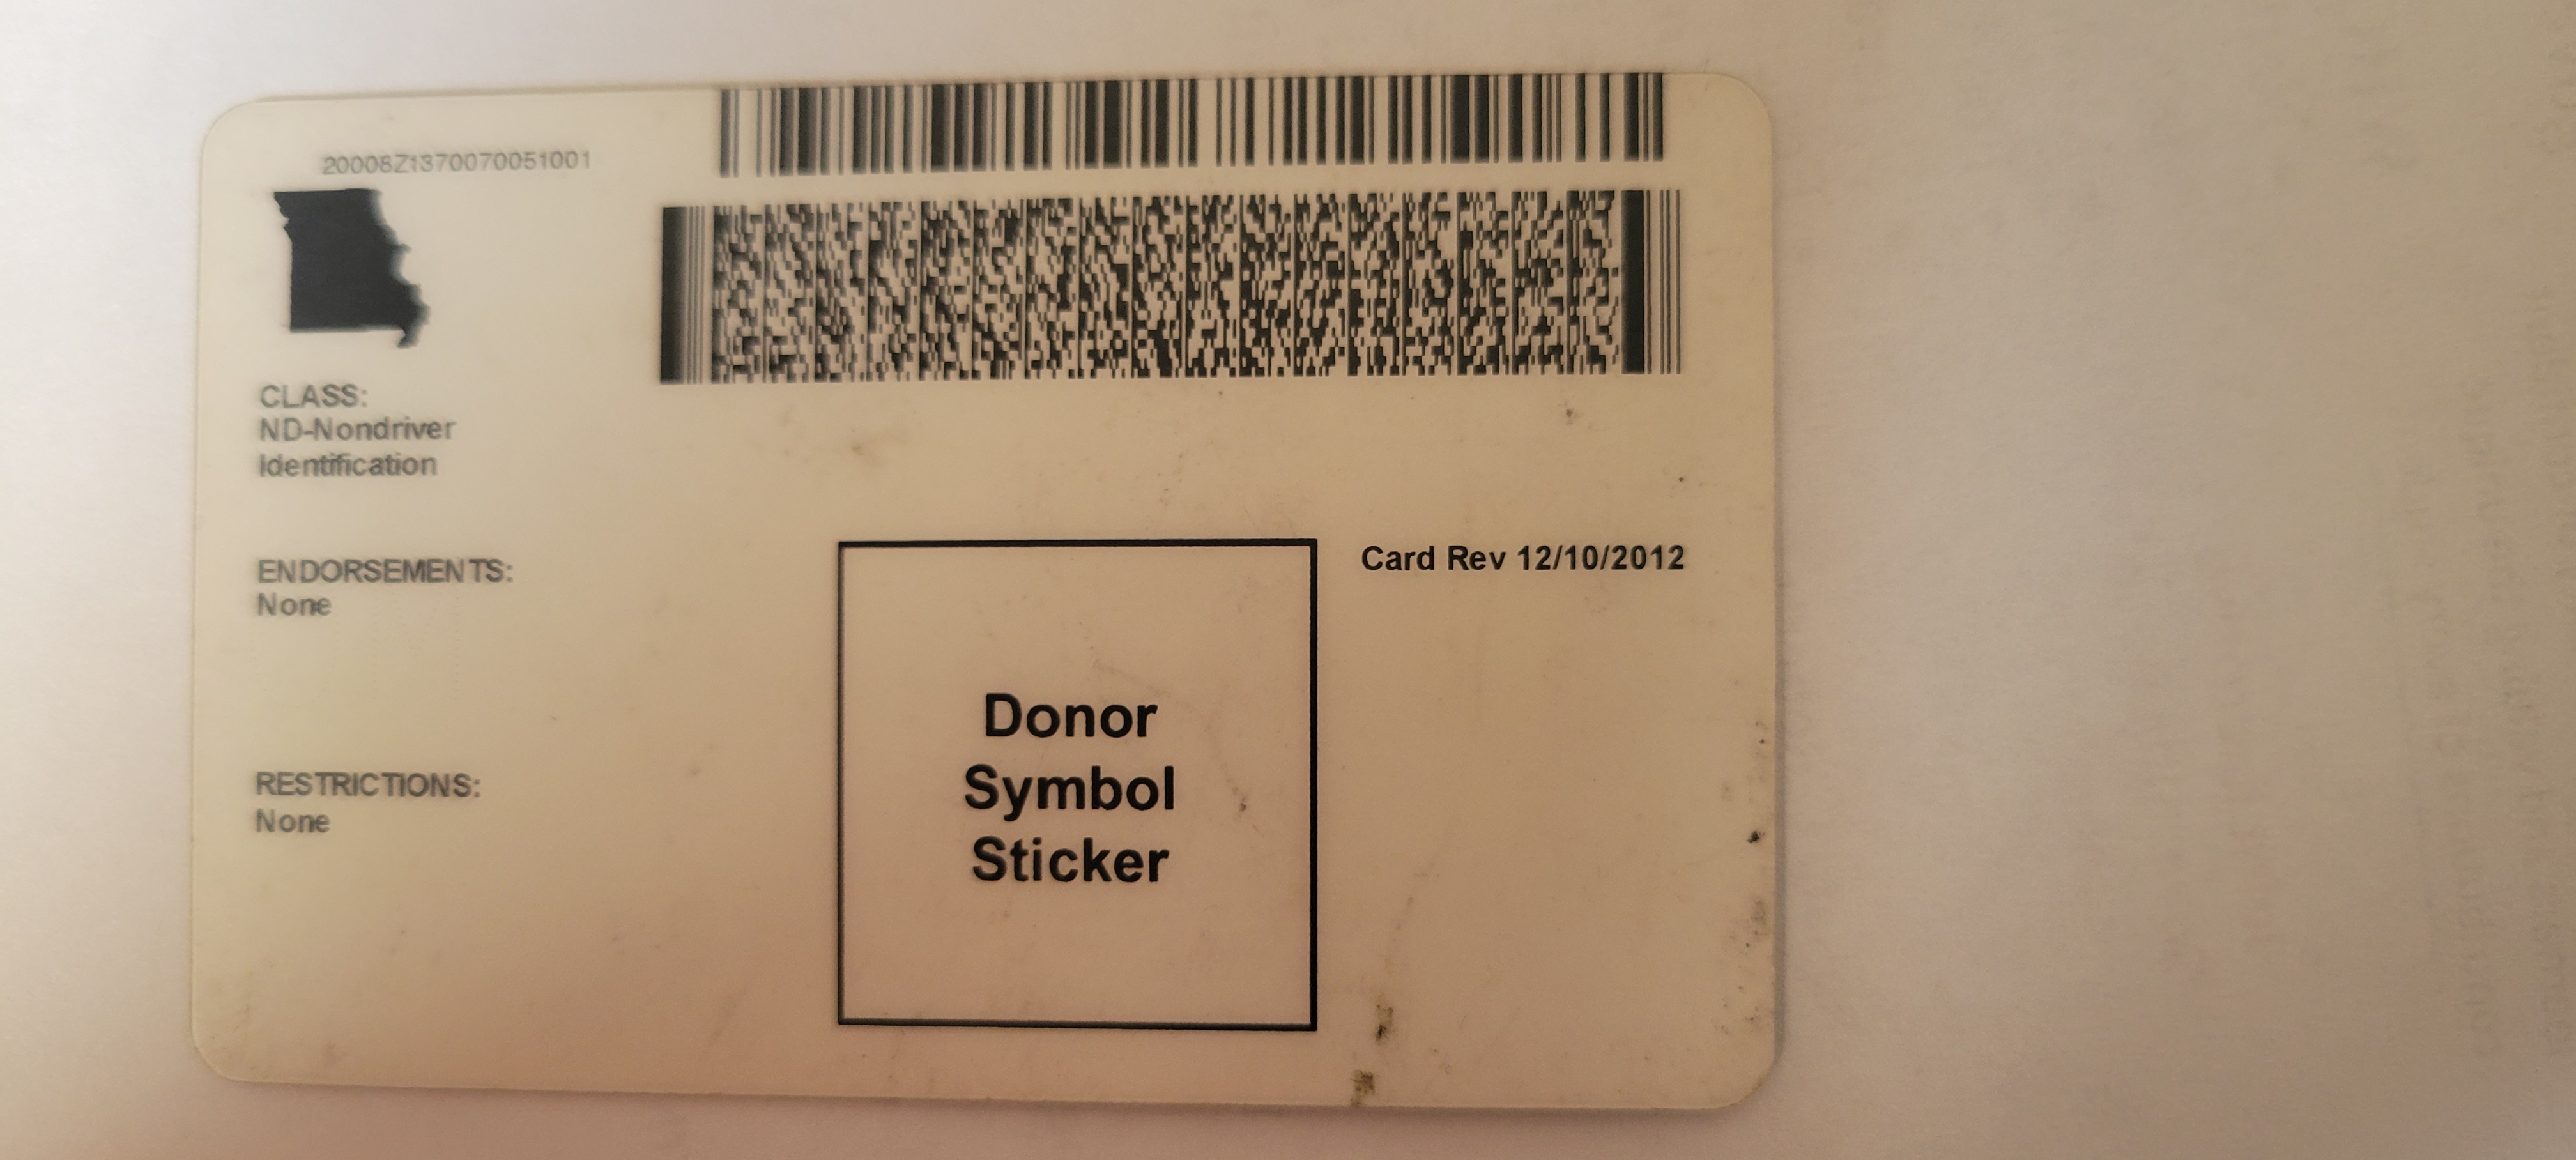 20008Z1370070051001
CLASS:
ND-Nondriver
Identification
ENDORSEMENTS:
None
RESTRICTIONS:
None
Card Rev 12/10/2012
Donor
Symbol
Sticker